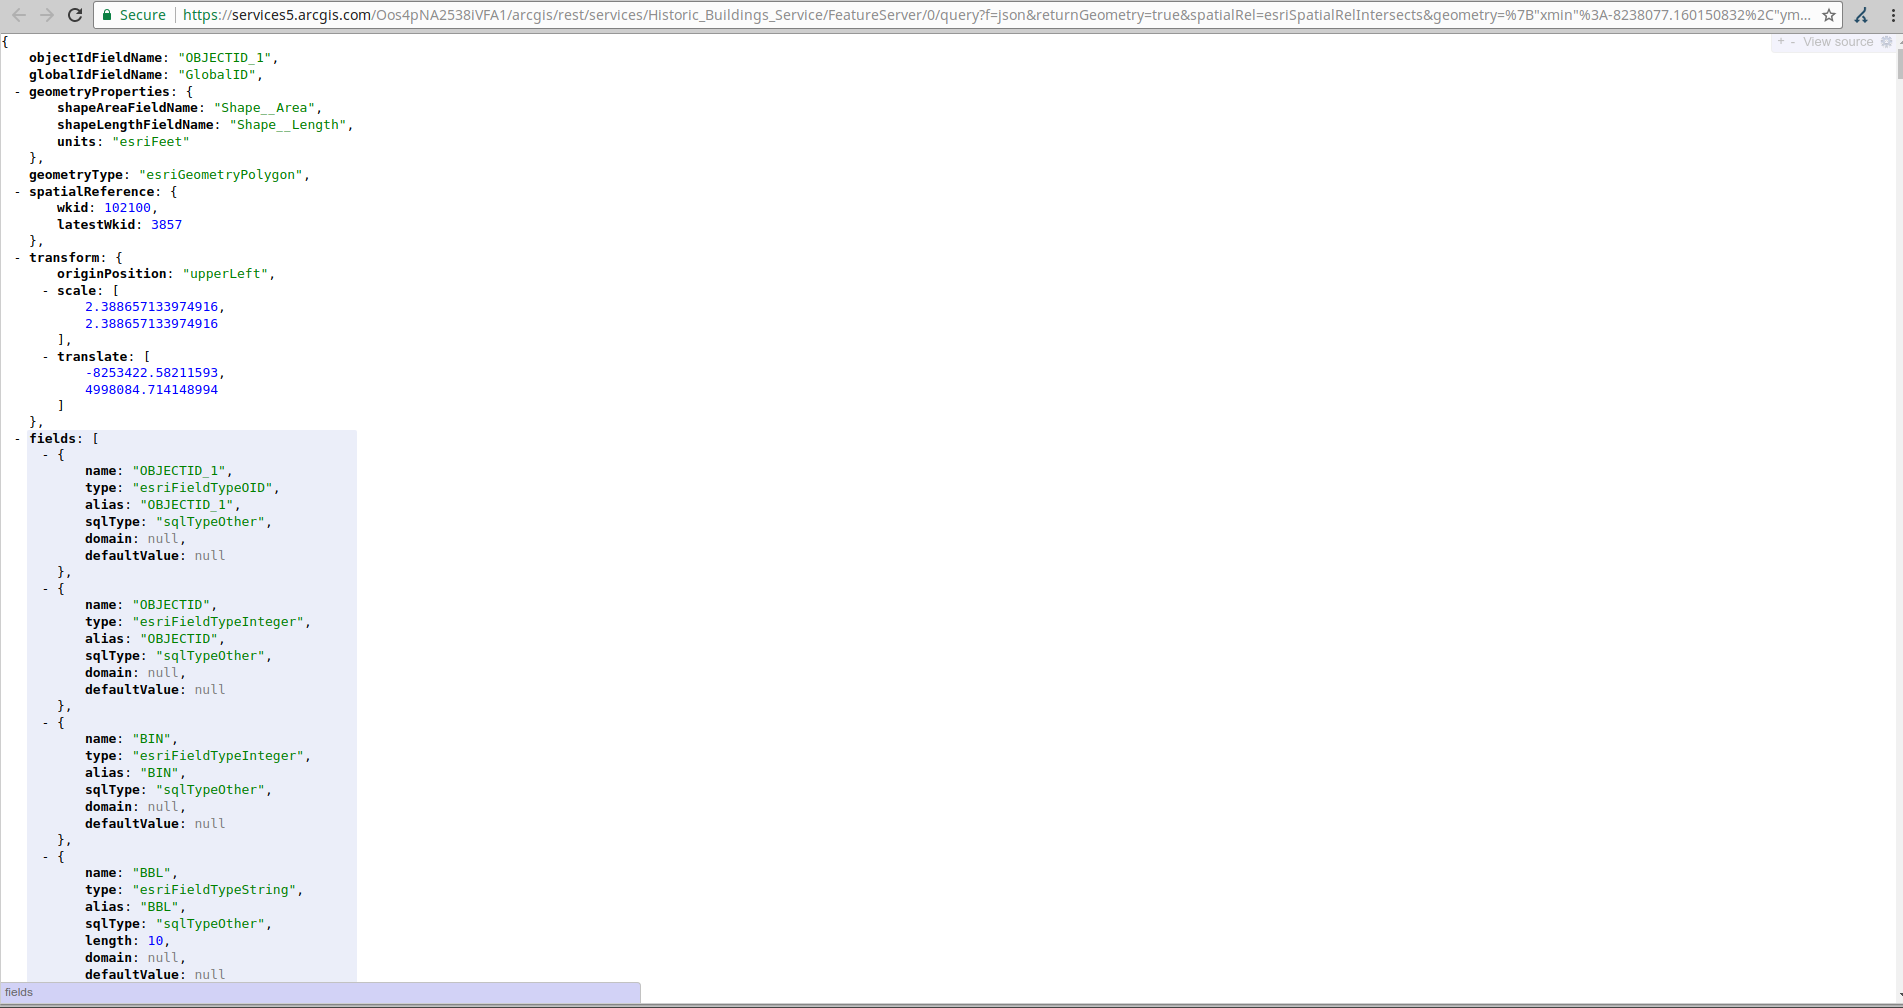 Secure https://services5.arcgis.com/Oos4pNA2538IVFA1/arcgis/rest/services/Historic_Buildings_Service/FeatureServer/0/query?f=json&returnGeometry=true&spatialRel=esriSpatialRelIntersects&geometry=%7B"xmin"%3A-8238077.160150832%2C"ym...
+ - View source
{
objectIdFieldName: "OBJECTID_1",
globalIdFieldName: "GlobalID",
- geometryProperties: {
shapeAreaFieldName: "Shape__Area",
shapeLengthFieldName: "Shape__Length",
units: "esriFeet"
},
geometryType: "esriGeometryPolygon",
- spatialReference: {
wkid: 102100,
latestWkid: 3857
},
- transform: {
originPosition: "upperLeft",
- scale: [
2.388657133974916,
2.388657133974916
],
- translate: [
-8253422.58211593,
4998084.714148994
]
},
- fields: [
- {
name: "OBJECTID_1",
type: "esriFieldTypeOID",
alias: "OBJECTID_1",
sqlType: "sqlTypeOther",
domain: null,
defaultValue: null
},
- {
name: "OBJECTID",
type: "esriFieldTypeInteger",
alias: "OBJECTID",
sqlType: "sqlTypeOther",
domain: null,
defaultValue: null
},
- {
name: "BIN",
type: "esriFieldTypeInteger",
alias: "BIN",
sqlType: "sqlTypeOther",
domain: null,
defaultValue: null
},
- {
name: "BBL",
type: "esriFieldTypeString",
alias: "BBL",
sqlType: "sqlTypeOther",
length: 10,
domain: null,
defaultValue: null
fields